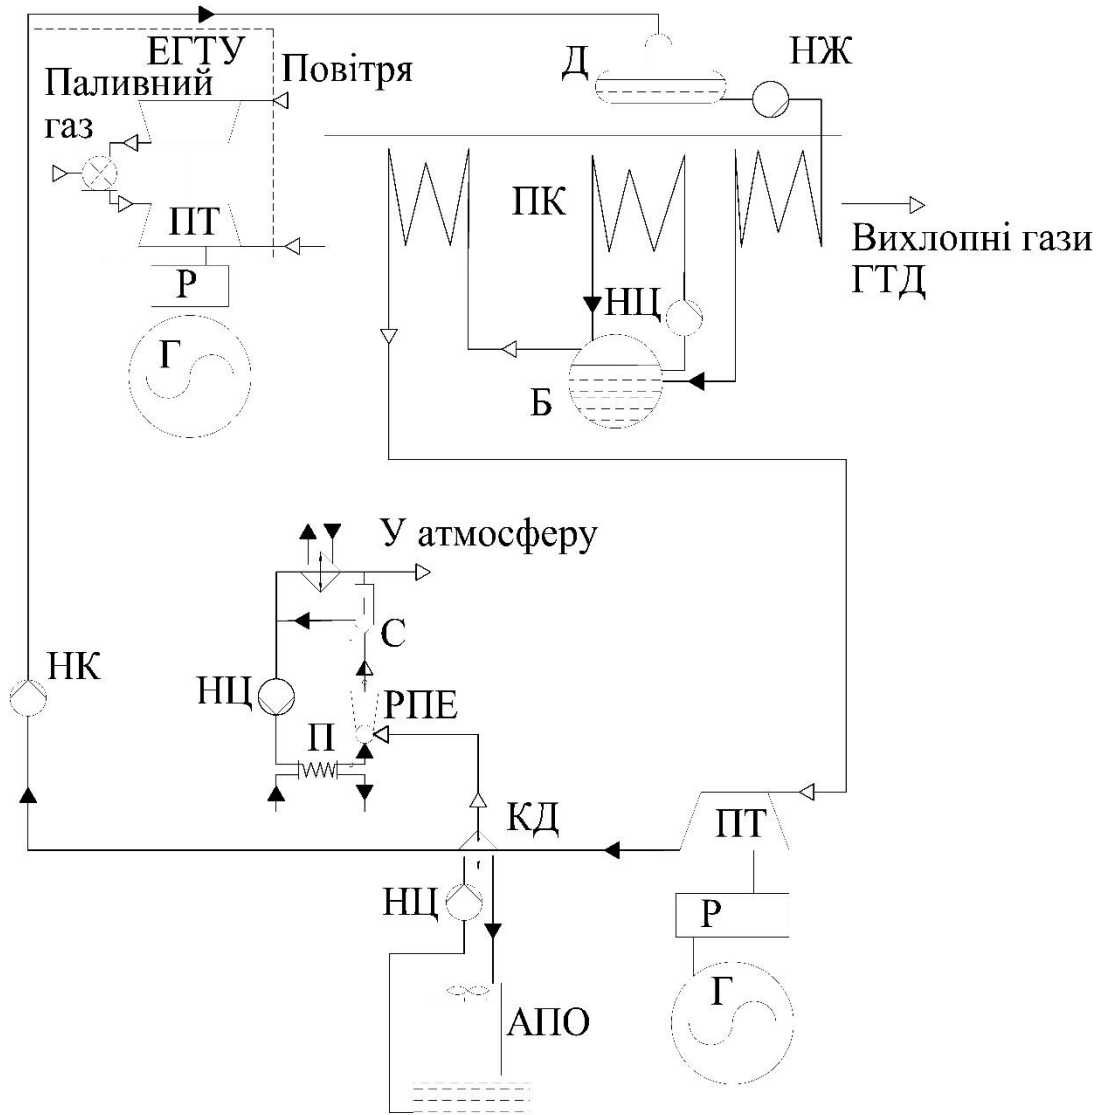 ЕГТУ
Паливний
газ
Повітря
Д
НЖ
ПТ
Р
Г
ПК
НЦ
Б
Вихлопні гази
ГТД
У атмосферу
С
НК
НЦ
РПЕ
П
КД
ПТ
НЦ
Р
Г
АПО